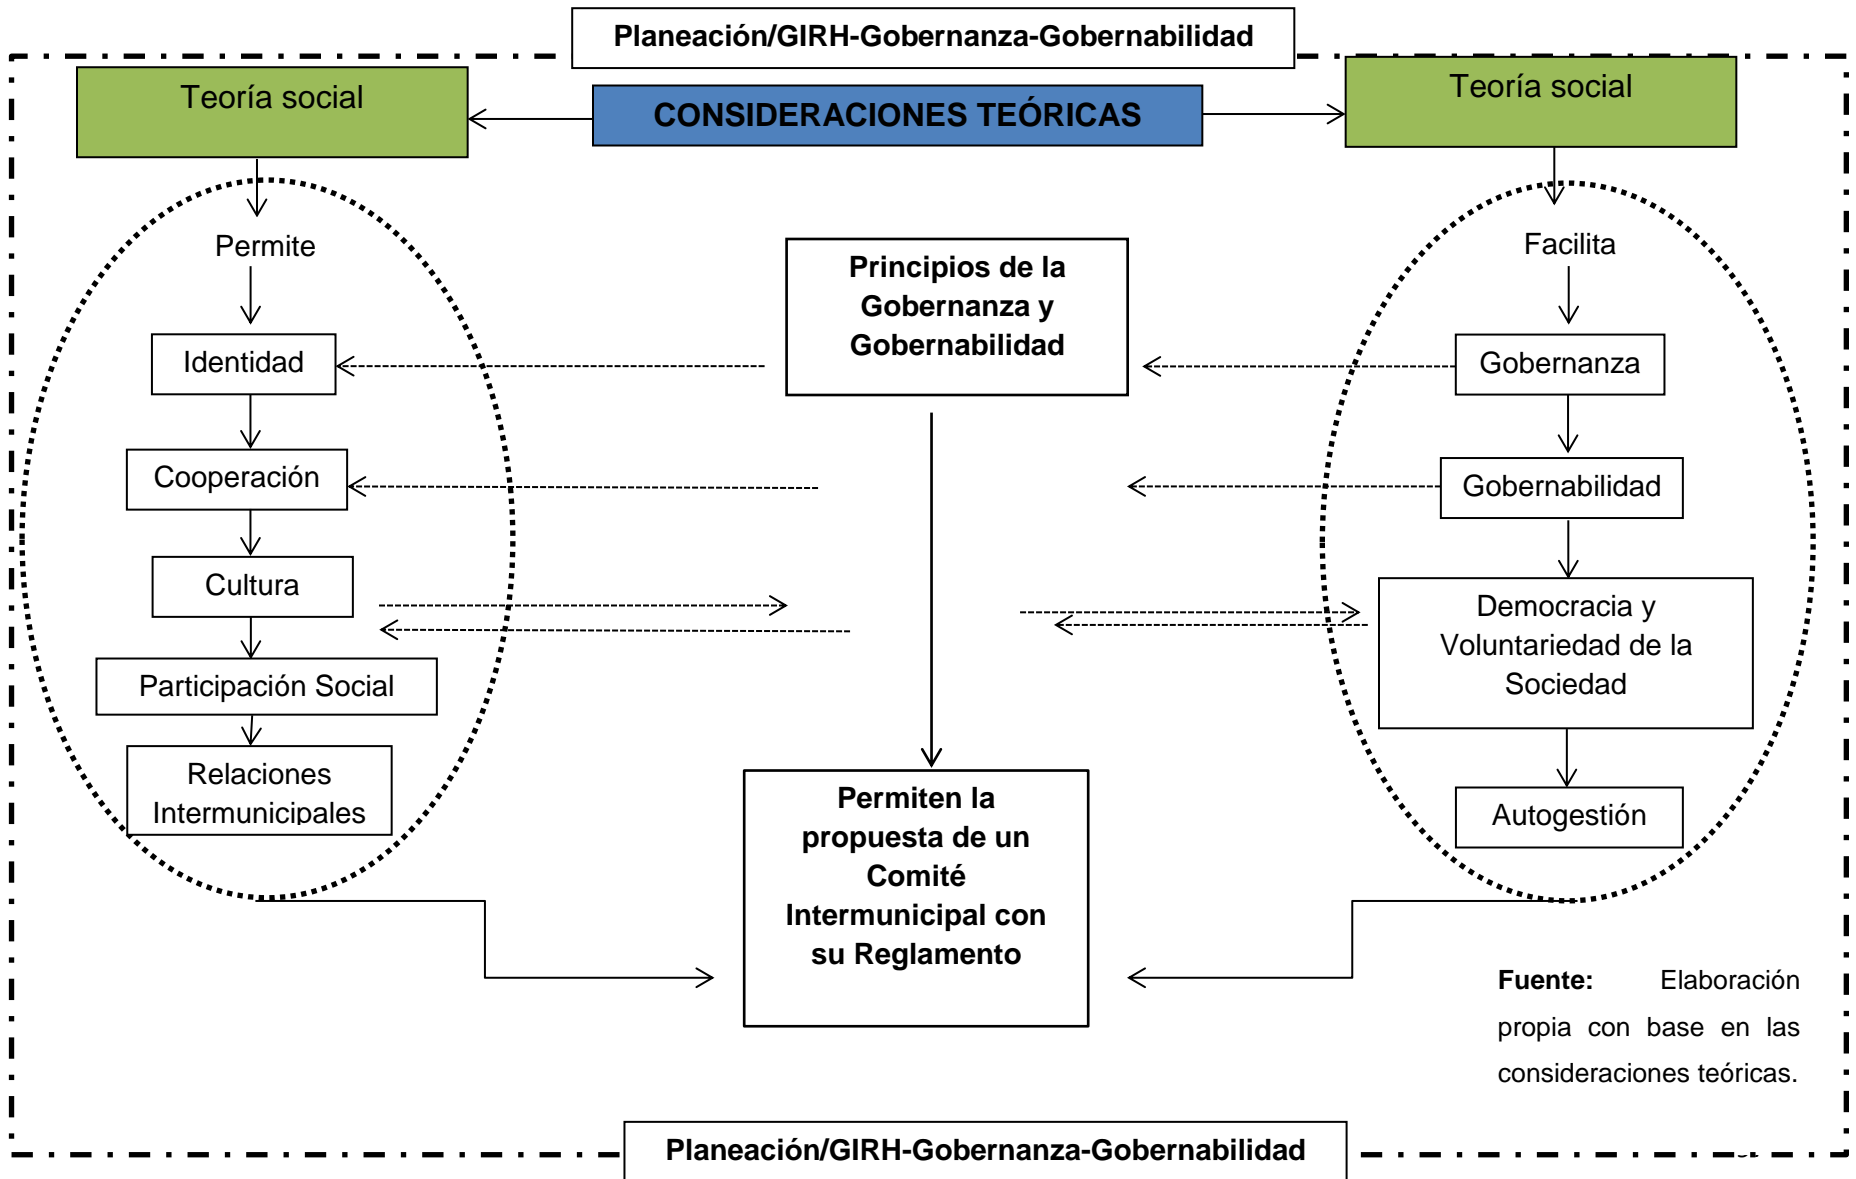 Planeación/GIRH-Gobernanza-Gobernabilidad
Teoría social
CONSIDERACIONES TEÓRICAS
Teoría social
Permite
Identidad
Cooperación
Cultura
Participación Social
Relaciones
Intermunicipales
Principios de la
Gobernanza y
Gobernabilidad
Permiten la
propuesta de un
Comité
Intermunicipal con
su Reglamento
Facilita
Gobernanza
Gobernabilidad
Democracia y
Voluntariedad de la
Sociedad
Autogestión
Fuente: Elaboración
propia con base en las
consideraciones teóricas.
Planeación/GIRH-Gobernanza-Gobernabilidad